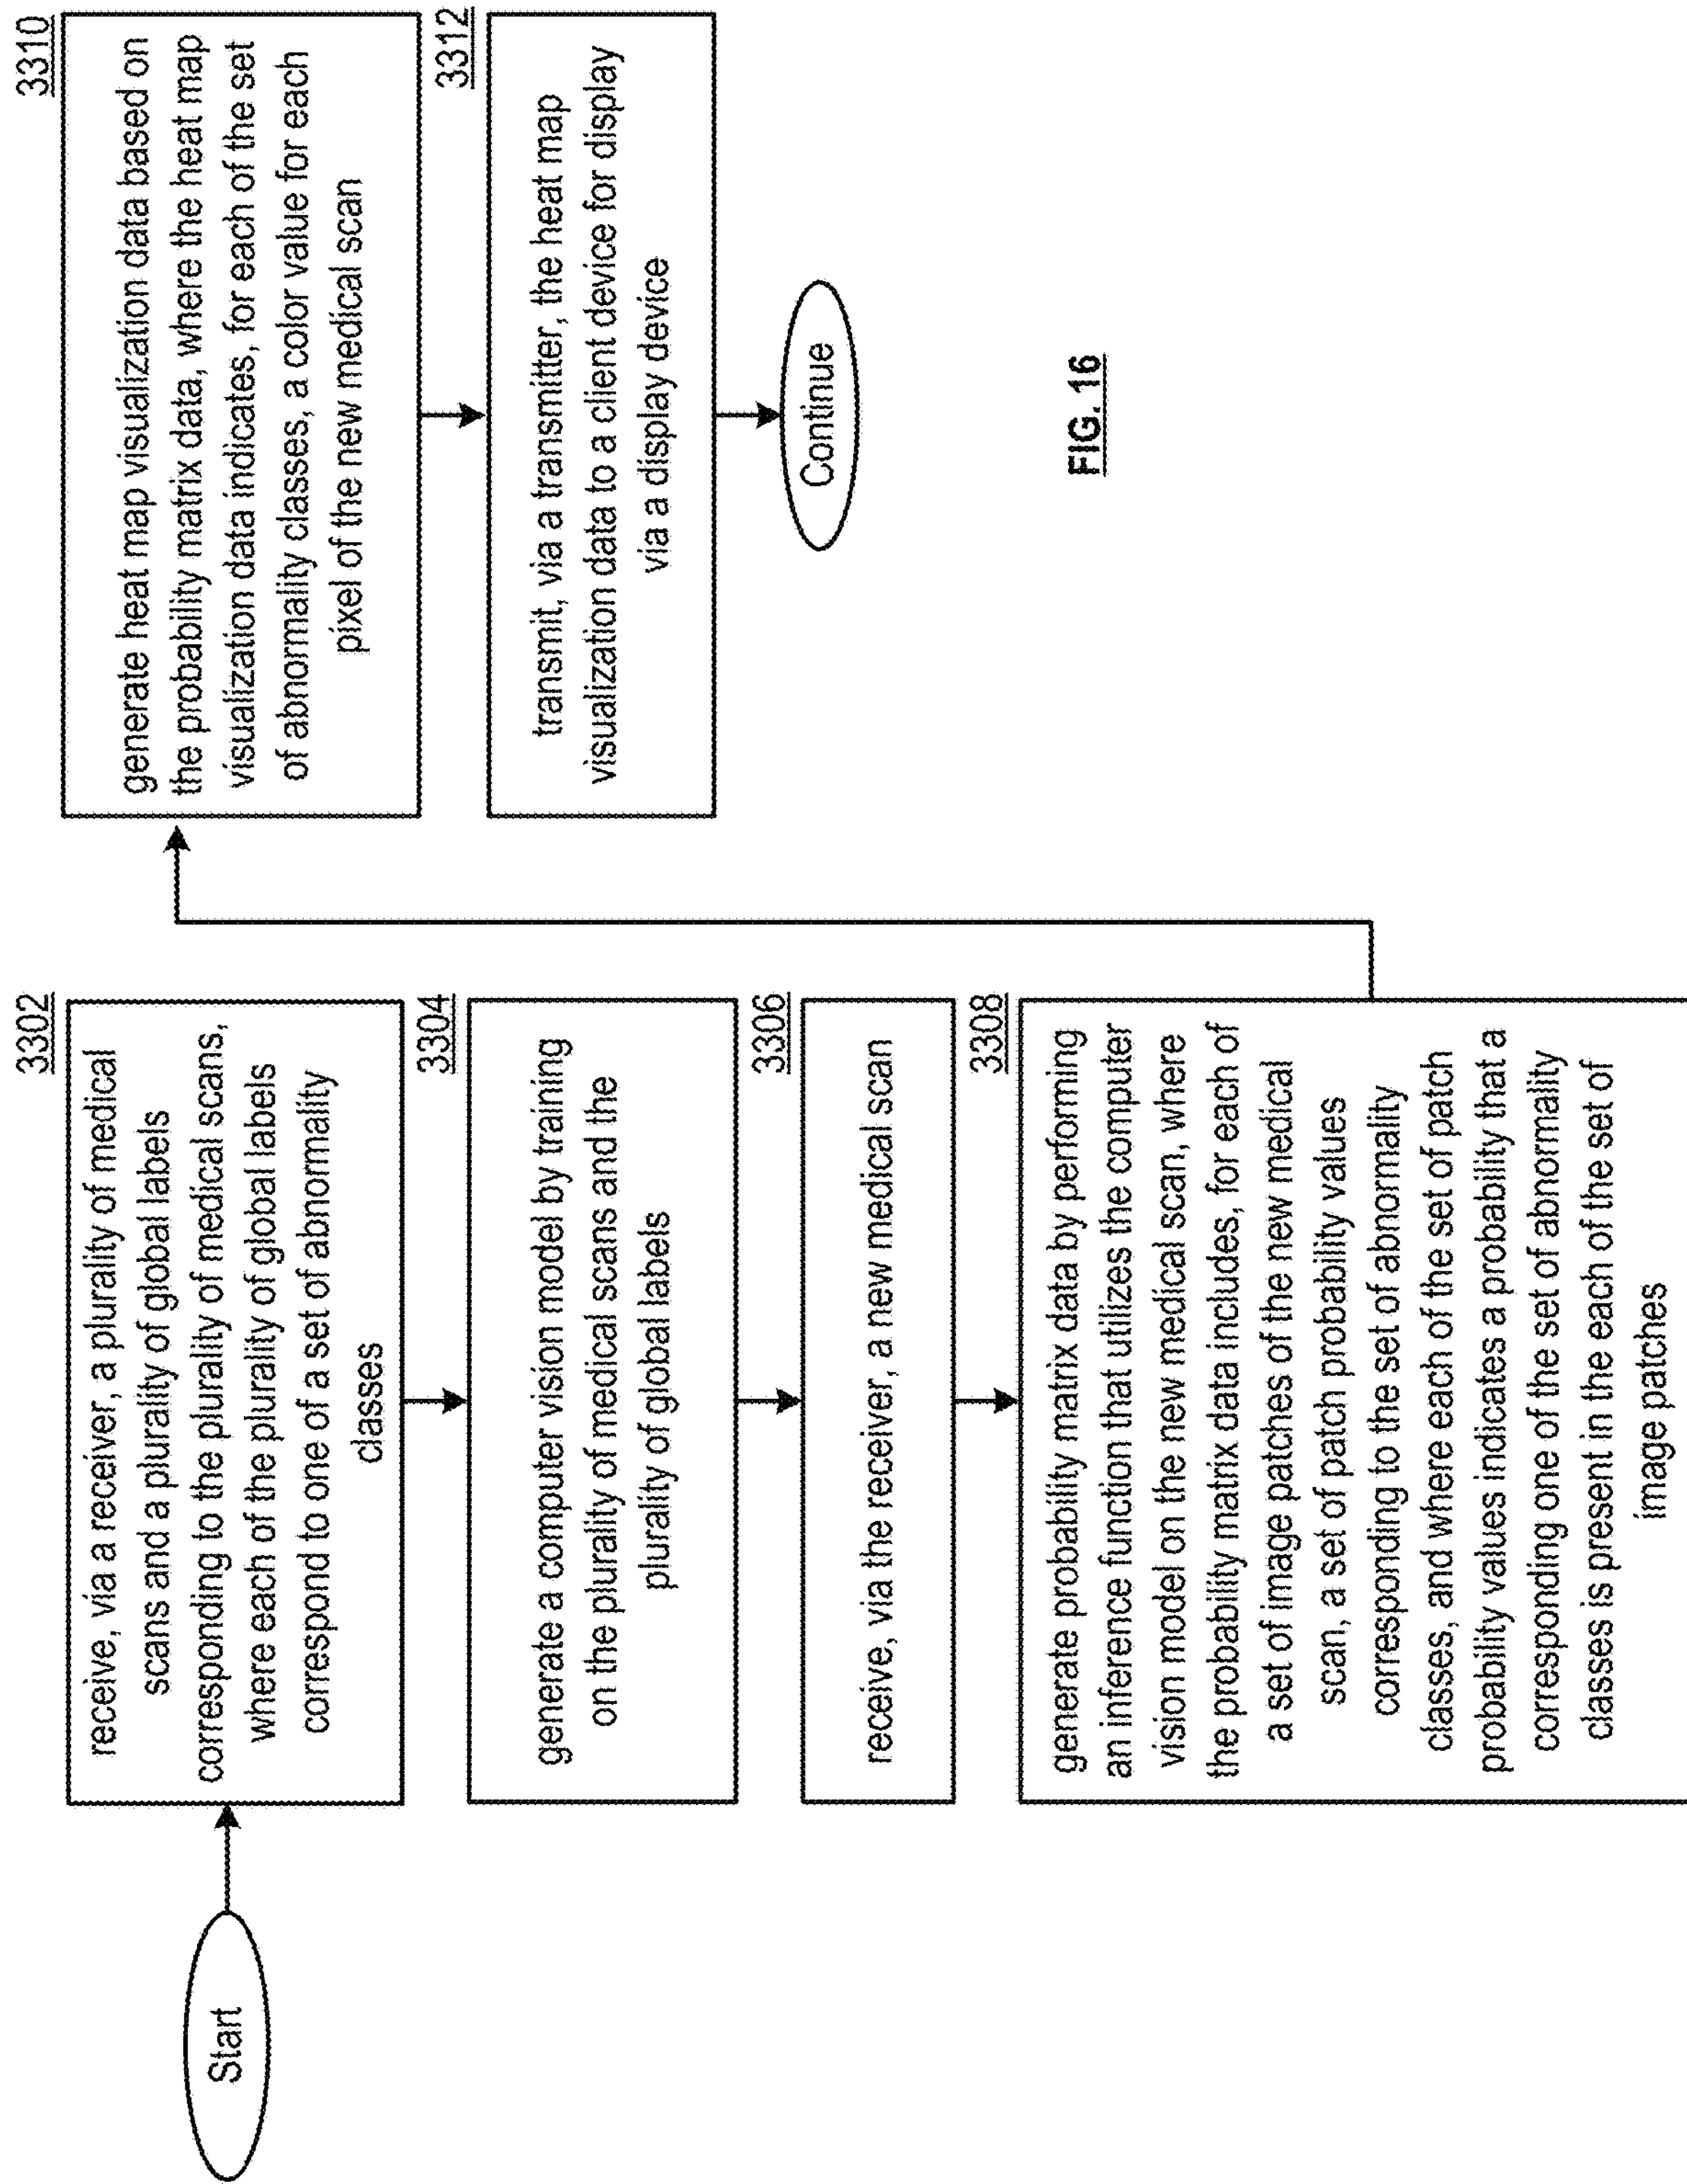 Start
3302
receive, via a receiver, a plurality of medical
scans and a plurality of global labels
corresponding to the plurality of medical scans,
where each of the plurality of global labels
correspond to one of a set of abnormality
classes
3304
generate a computer vision model by training
on the plurality of medical scans and the
plurality of global labels
3306
receive, via the receiver, a new medical scan
3308
generate probability matrix data by performing
an inference function that utilizes the computer
vision model on the new medical scan, where
the probability matrix data includes, for each of
a set of image patches of the new medical
scan, a set of patch probability values
corresponding to the set of abnormality
classes, and where each of the set of patch
probability values indicates a probability that a
corresponding one of the set of abnormality
classes is present in the each of the set of
image patches
3310
generate heat map visualization data based on
the probability matrix data, where the heat map
visualization data indicates, for each of the set
of abnormality classes, a color value for each
pixel of the new medical scan
3312
transmit, via a transmitter, the heat map
visualization data to a client device for display
via a display device
Continue
FIG. 16